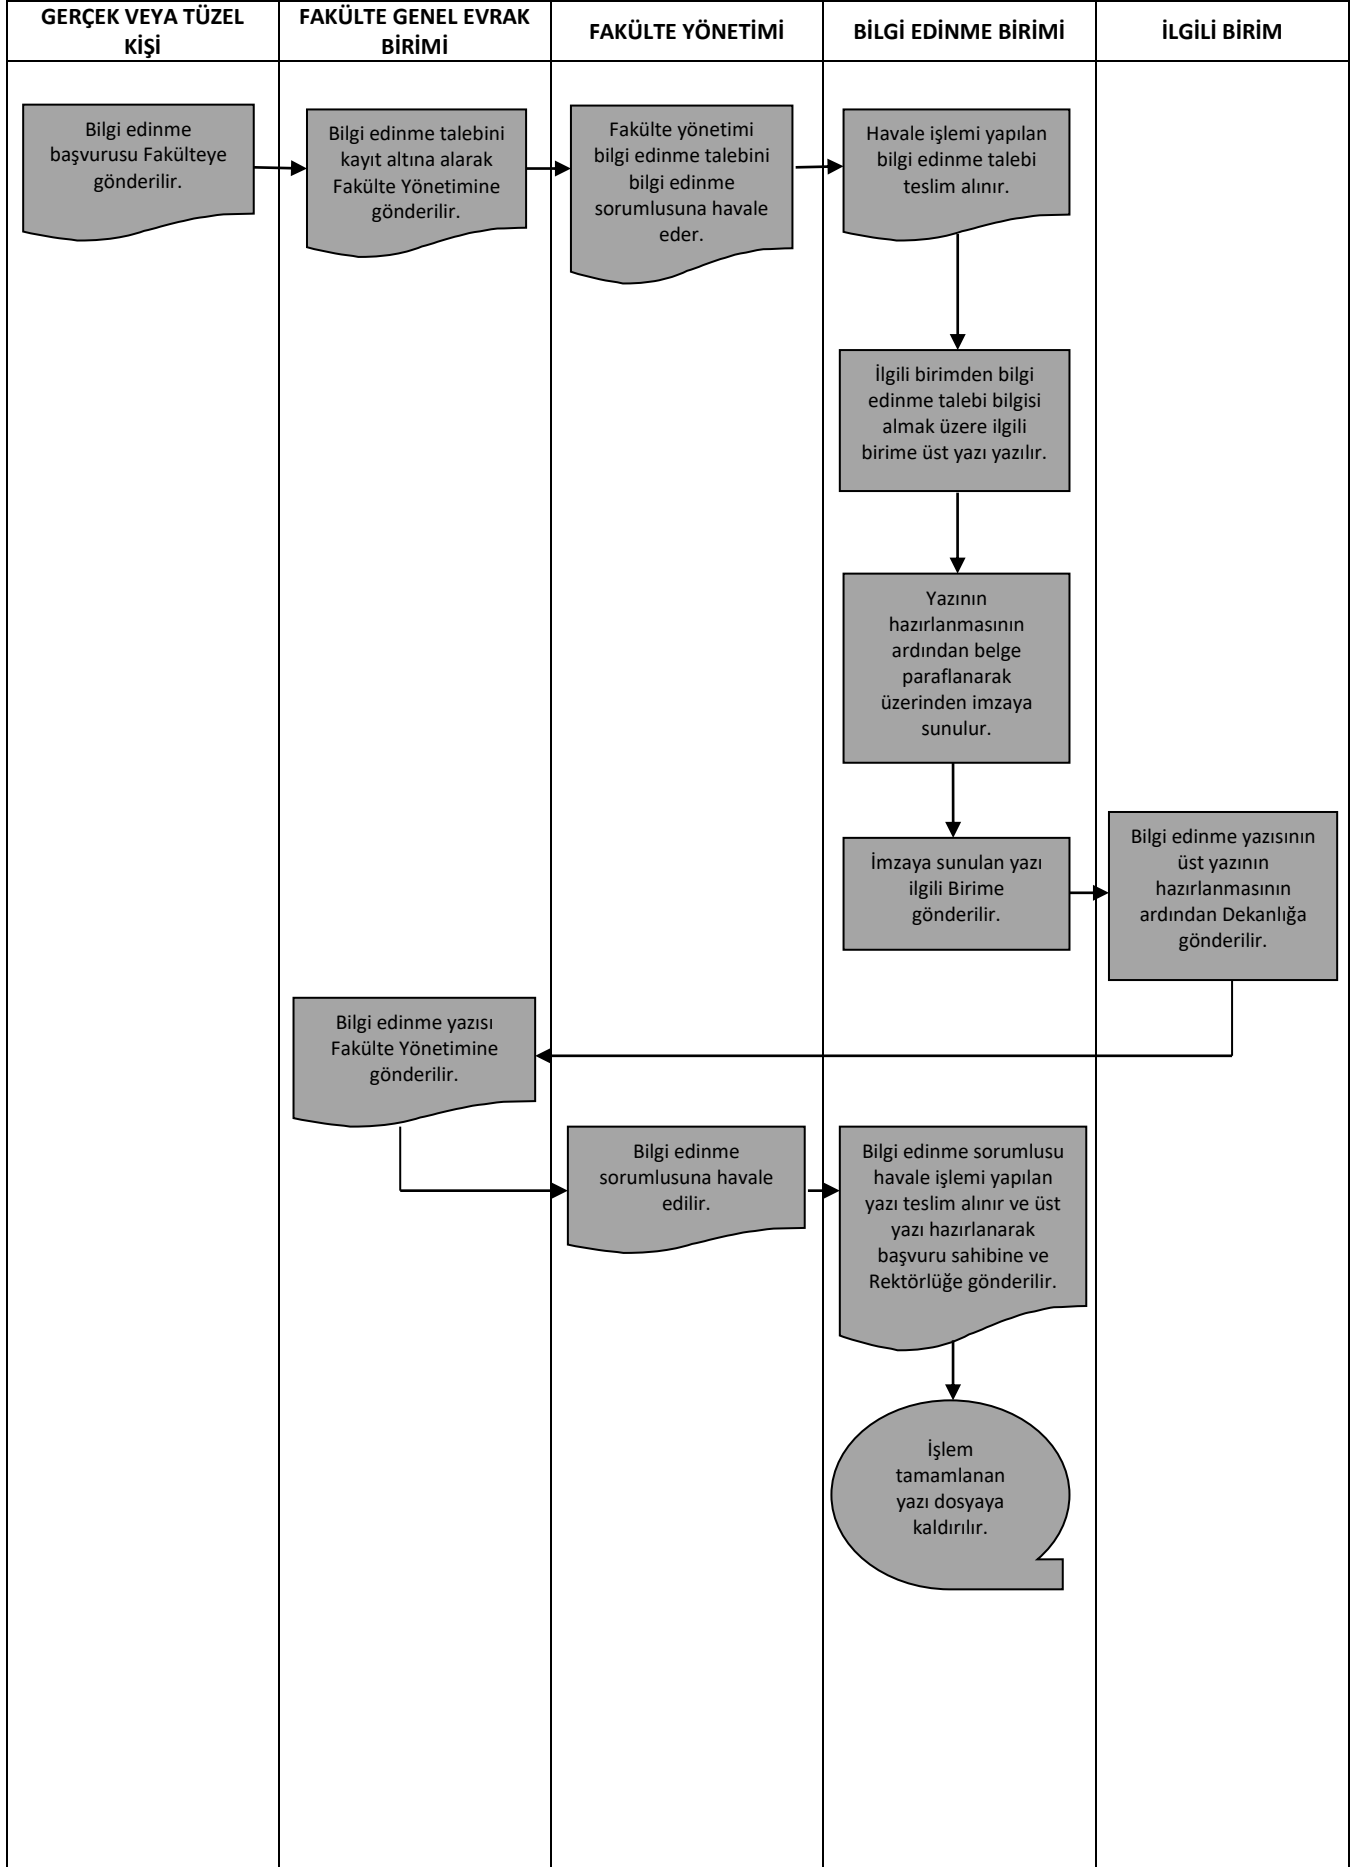 GERÇEK VEYA TÜZEL
KİŞİ
FAKÜLTE GENEL EVRAK
BİRİMİ
FAKÜLTE YÖNETİMİ
BİLGİ EDİNME BİRİMİ
İLGİLİ BİRİM
Bilgi edinme
başvurusu Fakülteye
gönderilir.
Bilgi edinme talebini
kayıt altına alarak
Fakülte Yönetimine
gönderilir.
Fakülte yönetimi
bilgi edinme talebini
bilgi edinme
sorumlusuna havale
eder.
Havale işlemi yapılan
bilgi edinme talebi
teslim alınır.
İlgili birimden bilgi
edinme talebi bilgisi
almak üzere ilgili
birime üst yazı yazılır.
Yazının
hazırlanmasının
ardından belge
paraflanarak
üzerinden imzaya
sunulur.
İmzaya sunulan yazı
ilgili Birime
gönderilir.
Bilgi edinme yazısının
üst yazının
hazırlanmasının
ardından Dekanlığa
gönderilir.
Bilgi edinme yazısı
Fakülte Yönetimine
gönderilir.
Bilgi edinme
sorumlusuna havale
edilir.
Bilgi edinme sorumlusu
havale işlemi yapılan
yazı teslim alınır ve üst
yazı hazırlanarak
başvuru sahibine ve
Rektörlüğe gönderilir.
İşlem
tamamlanan
yazı dosyaya
kaldırılır.